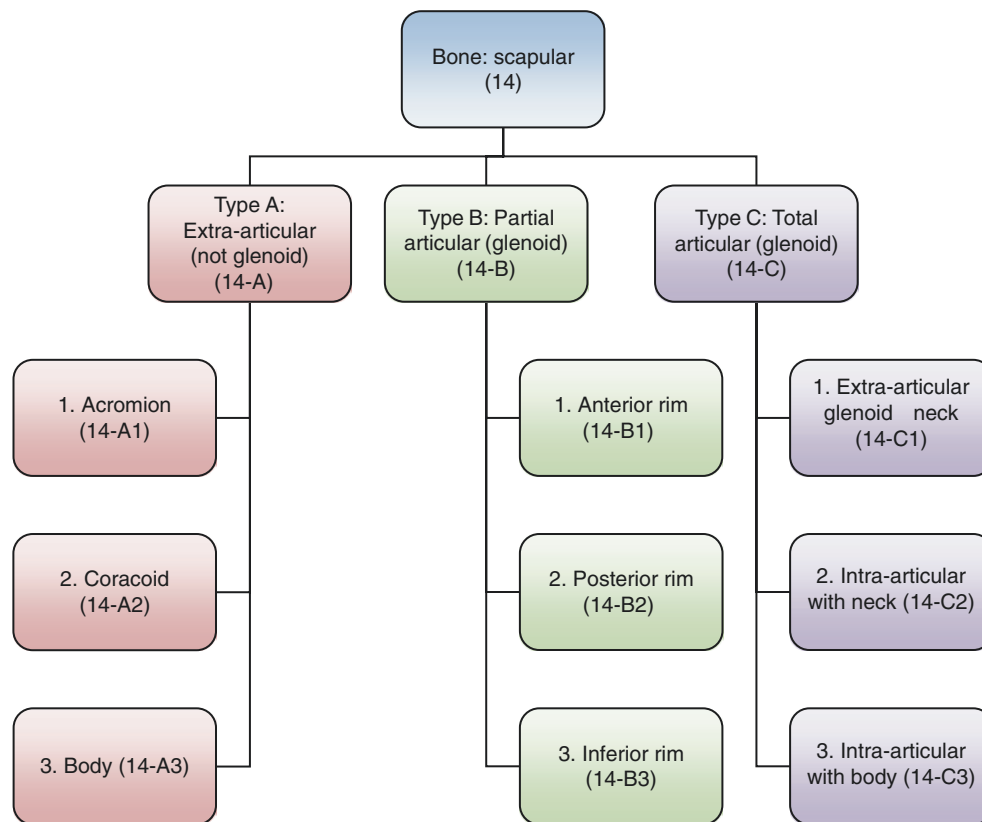 Bone: scapular
(14)
Type A:
Extra-articular
(not glenoid)
(14-A)
Type B: Partial
articular (glenoid)
(14-B)
Type C: Total
articular (glenoid)
(14-C)
1. Acromion
(14-A1)
1. Anterior rim
(14-B1)
1. Extra-articular
glenoid neck
(14-C1)
2. Coracoid
(14-A2)
2. Posterior rim
(14-B2)
2. Intra-articular
with neck (14-C2)
3. Body (14-A3)
3. Inferior rim
(14-B3)
3. Intra-articular
with body (14-C3)